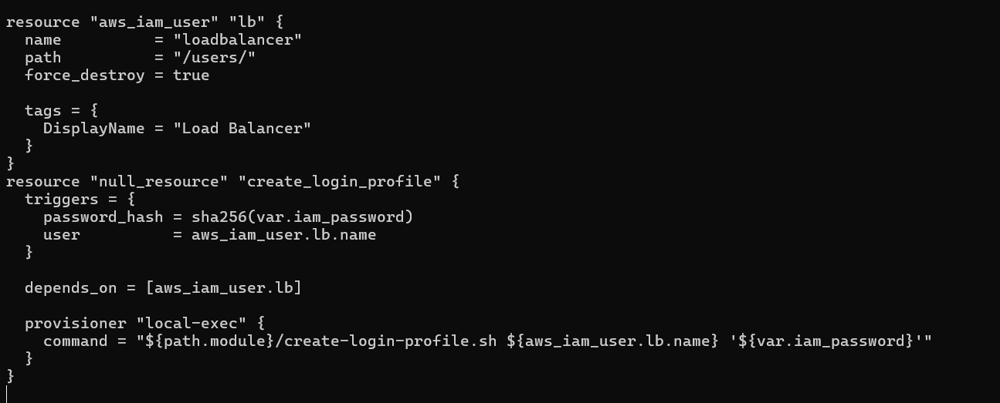 resource "aws_iam_user" "lb" {
  name          = "loadbalancer"
  path          = "/users/"
  force_destroy = true

  tags = {
    DisplayName = "Load Balancer"
  }
}
resource "null_resource" "create_login_profile" {
  triggers = {
    password_hash = sha256(var.iam_password)
    user          = aws_iam_user.lb.name
  }

  depends_on = [aws_iam_user.lb]

  provisioner "local-exec" {
    command = "${path.module}/create-login-profile.sh ${aws_iam_user.lb.name} '${var.iam_password}'"
  }
}